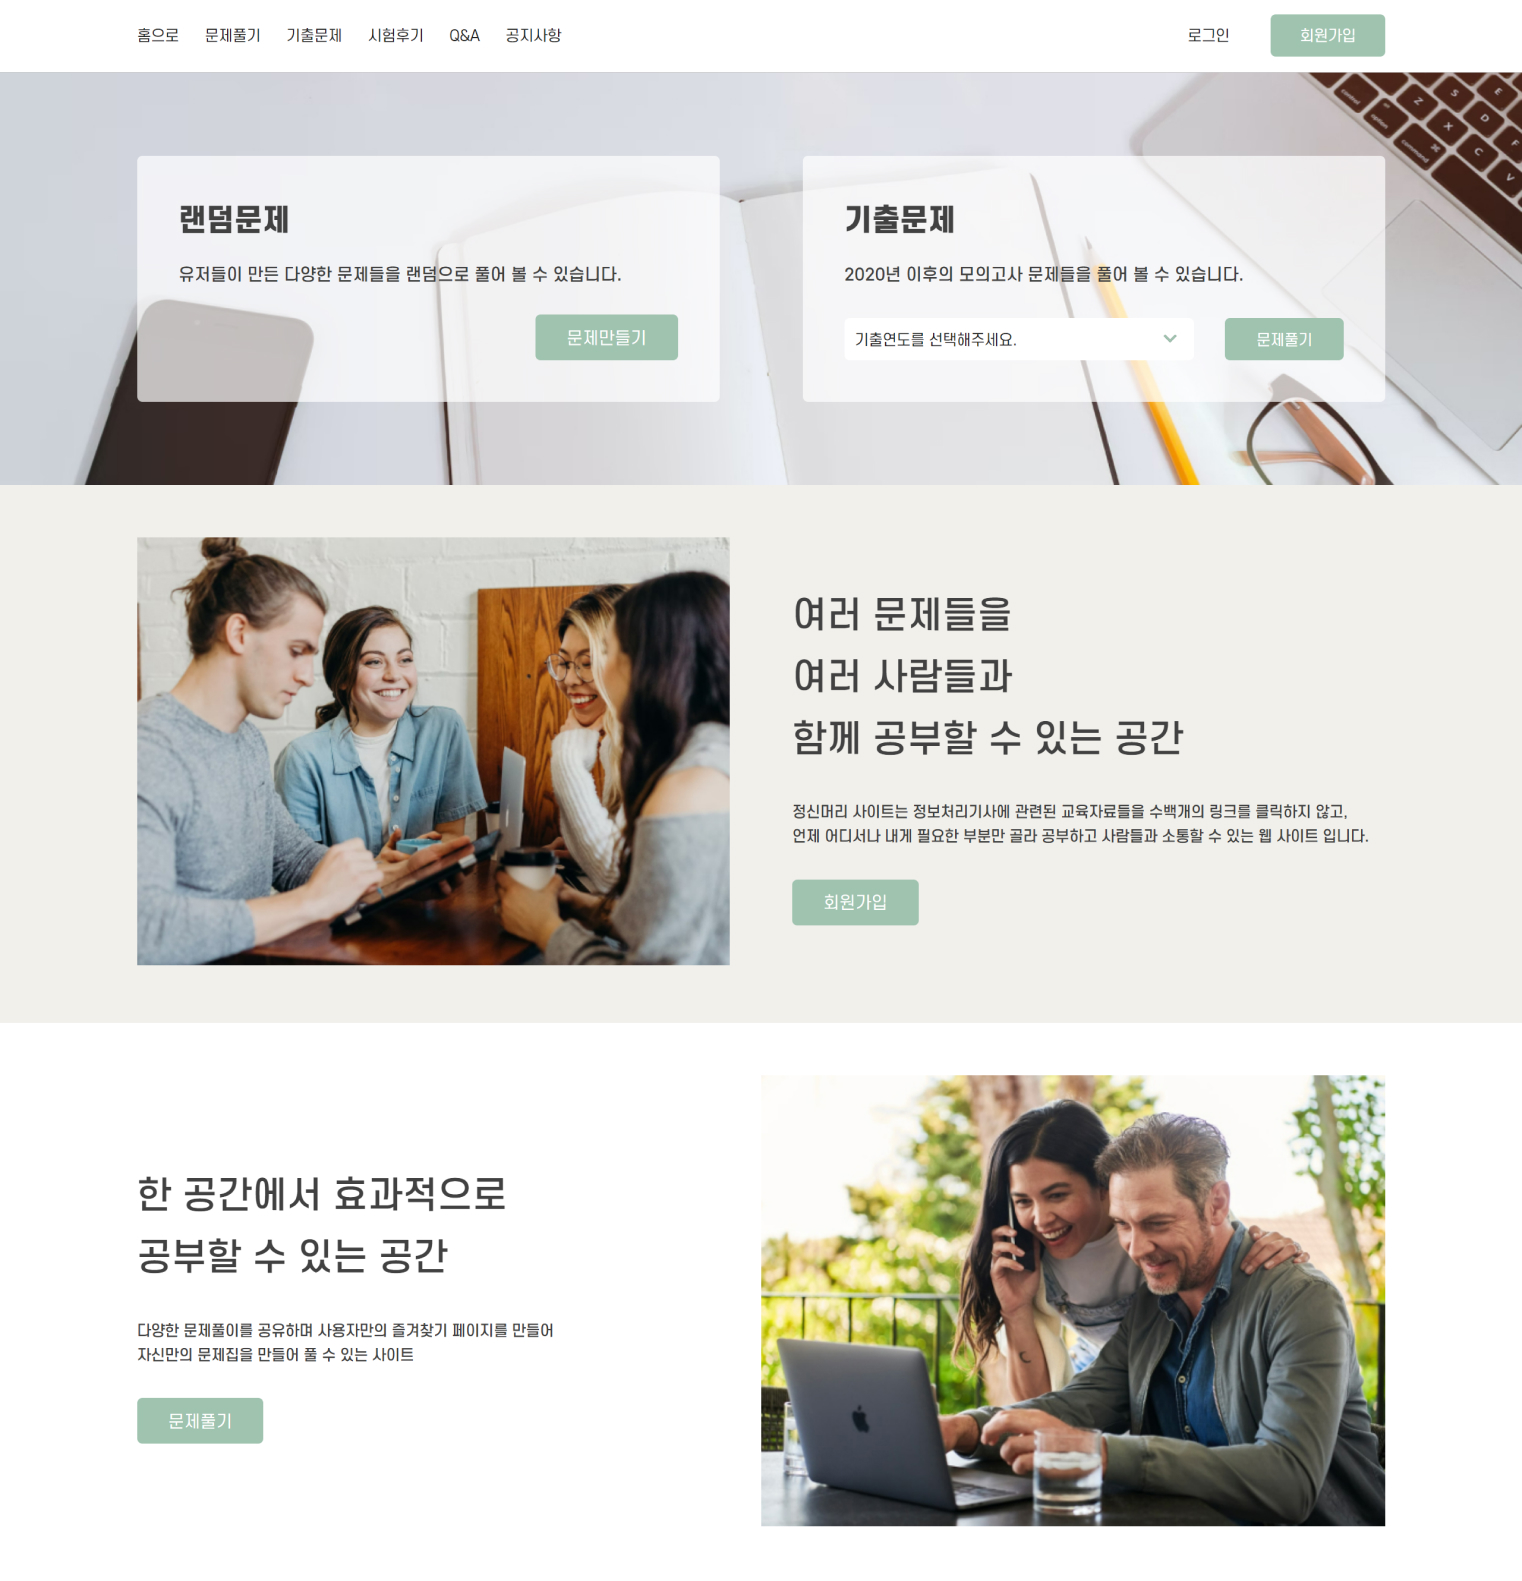 홈으로 문제풀기 기출문제 시험후기 Q&A 공지사항 로그인 회원가입
랜덤문제
유저들이 만든 다양한 문제들을 랜덤으로 풀어 볼 수 있습니다.
문제만들기
기출문제
2020년 이후의 모의고사 문제들을 풀어 볼 수 있습니다.
기출연도를 선택해주세요. 문제풀기
여러 문제들을
여러 사람들과
함께 공부할 수 있는 공간
정신머리 사이트는 정보처리기사에 관련된 교육자료들을 수백개의 링크를 클릭하지 않고,
언제 어디서나 내게 필요한 부분만 골라 공부하고 사람들과 소통할 수 있는 웹 사이트 입니다.
회원가입
한 공간에서 효과적으로
공부할 수 있는 공간
다양한 문제풀이를 공유하며 사용자만의 즐겨찾기 페이지를 만들어
자신만의 문제집을 만들어 풀 수 있는 사이트
문제풀기